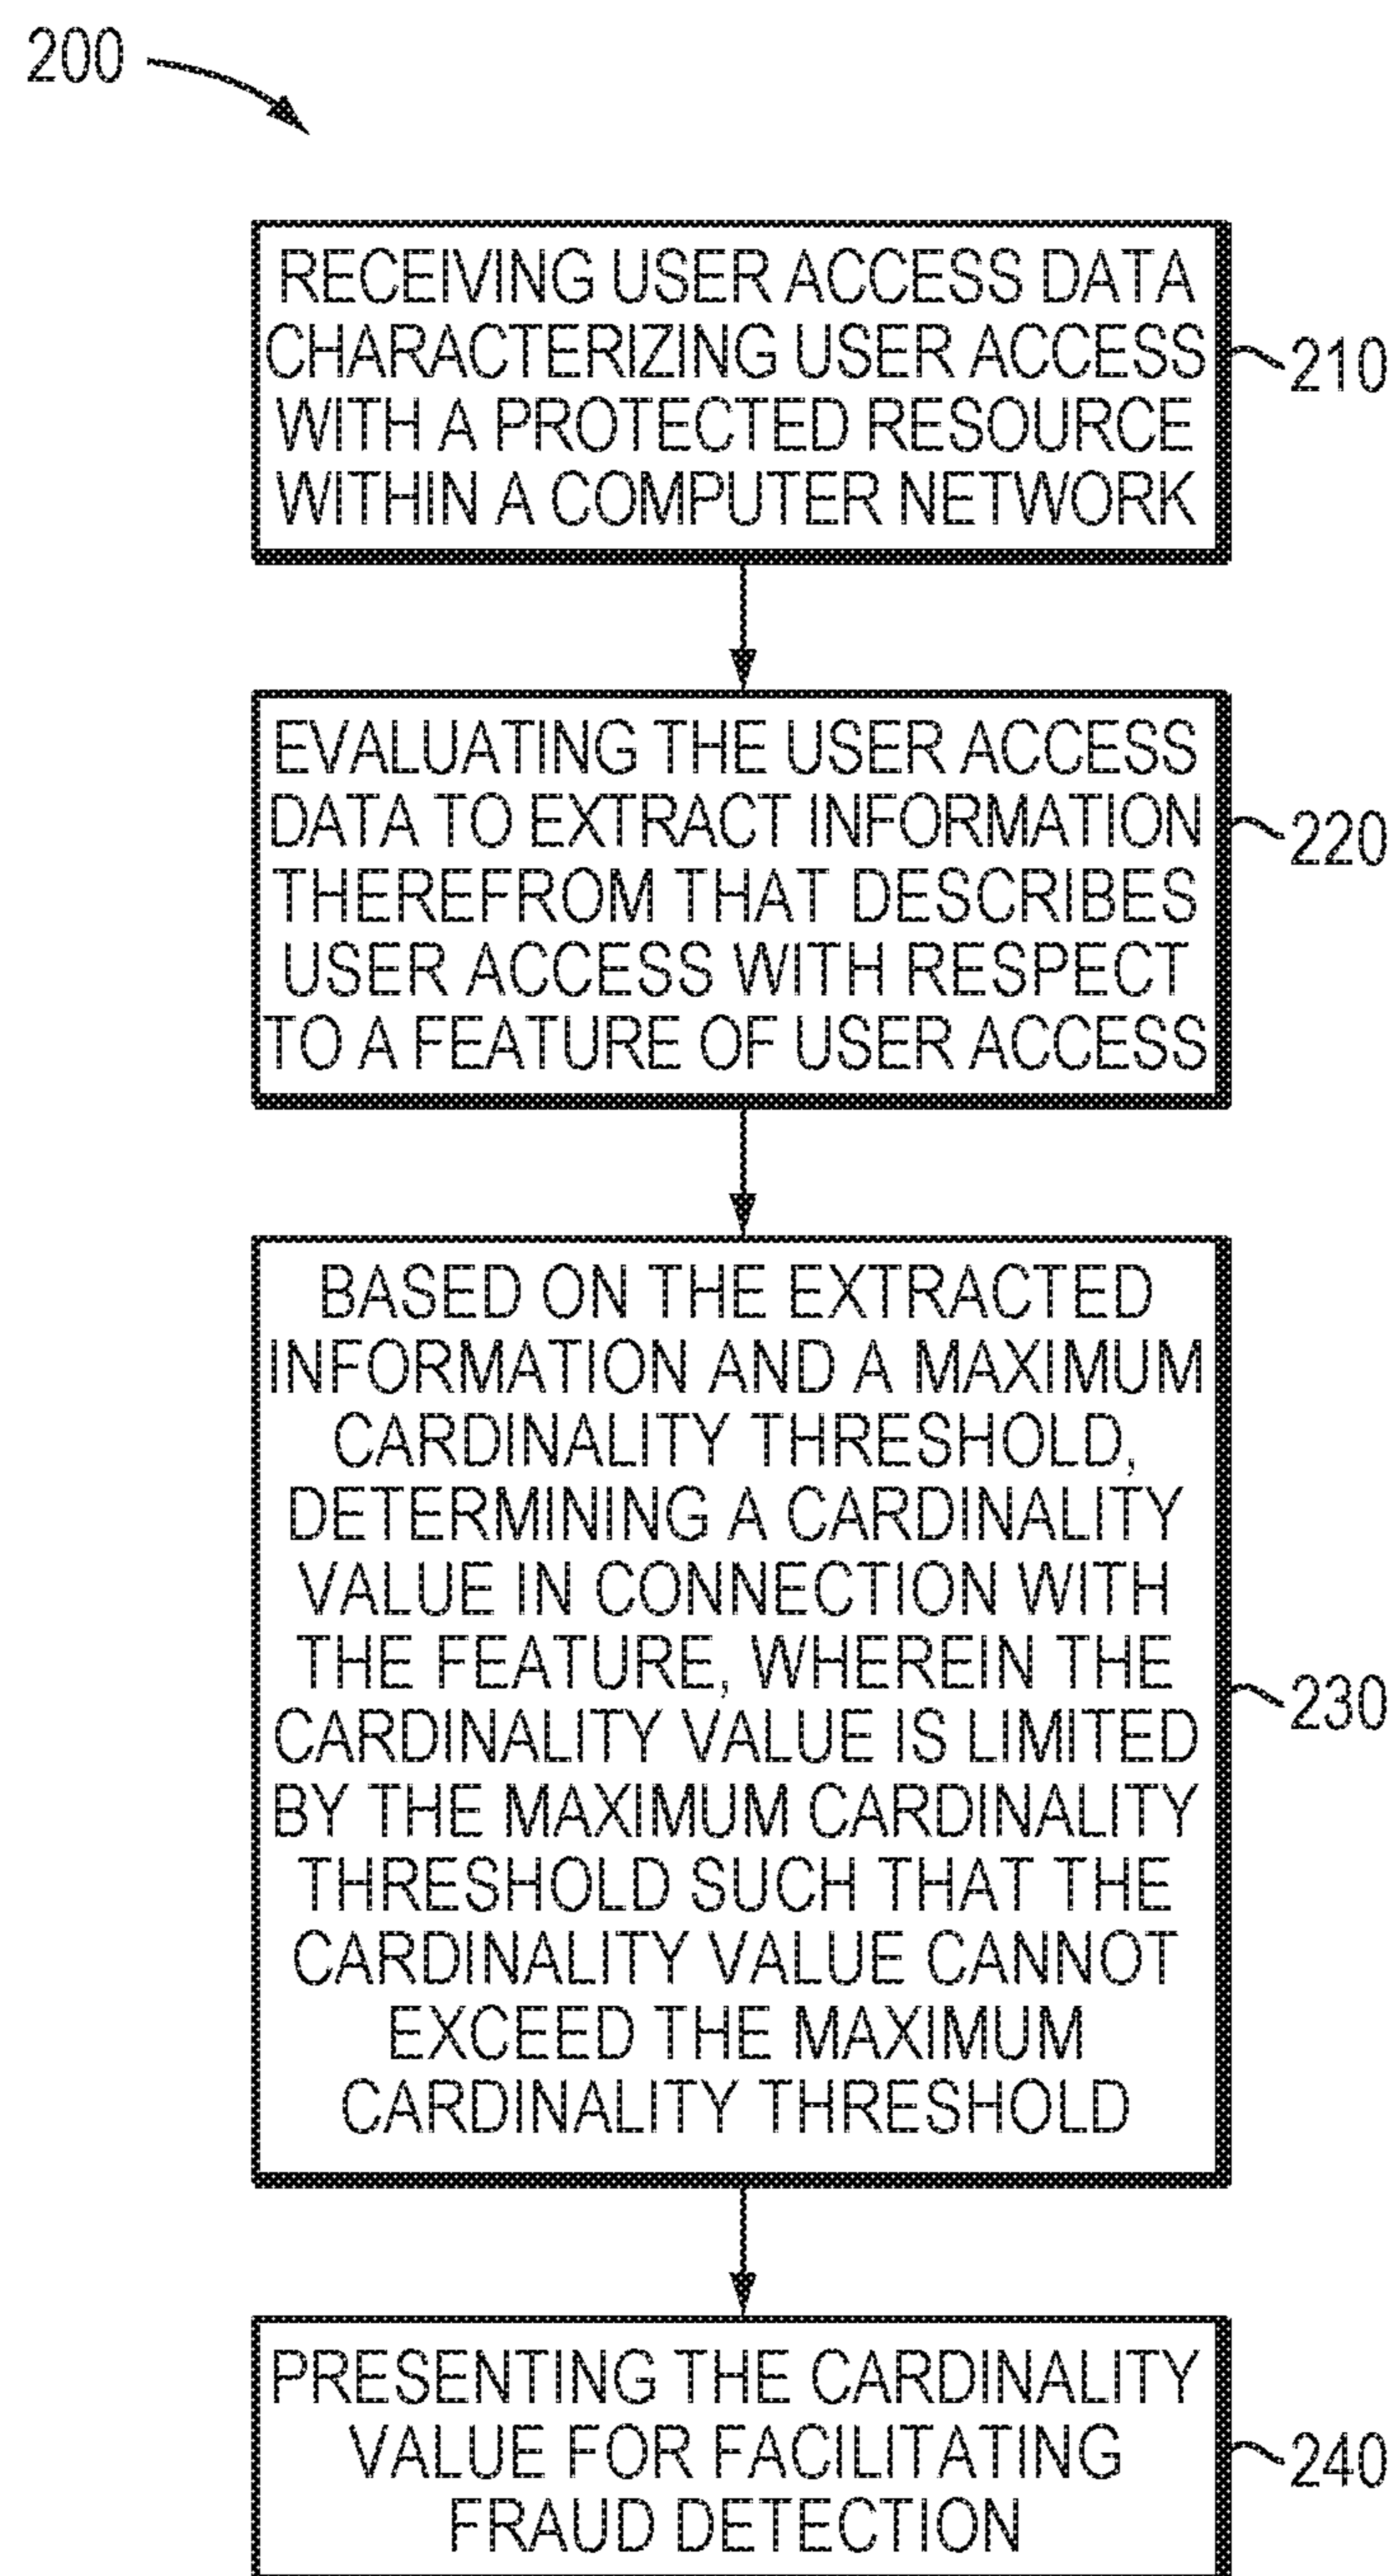 200
RECEIVING USER ACCESS DATA
CHARACTERIZING USER ACCESS
WITH A PROTECTED RESOURCE
WITHIN A COMPUTER NETWORK
210
EVALUATING THE USER ACCESS
DATA TO EXTRACT INFORMATION
THEREFROM THAT DESCRIBES
USER ACCESS WITH RESPECT
TO A FEATURE OF USER ACCESS
220
BASED ON THE EXTRACTED
INFORMATION AND A MAXIMUM
CARDINALITY THRESHOLD,
DETERMINING A CARDINALITY
VALUE IN CONNECTION WITH
THE FEATURE, WHEREIN THE
CARDINALITY VALUE IS LIMITED
BY THE MAXIMUM CARDINALITY
THRESHOLD SUCH THAT THE
CARDINALITY VALUE CANNOT
EXCEED THE MAXIMUM
CARDINALITY THRESHOLD
230
PRESENTING THE CARDINALITY
VALUE FOR FACILITATING
FRAUD DETECTION
240